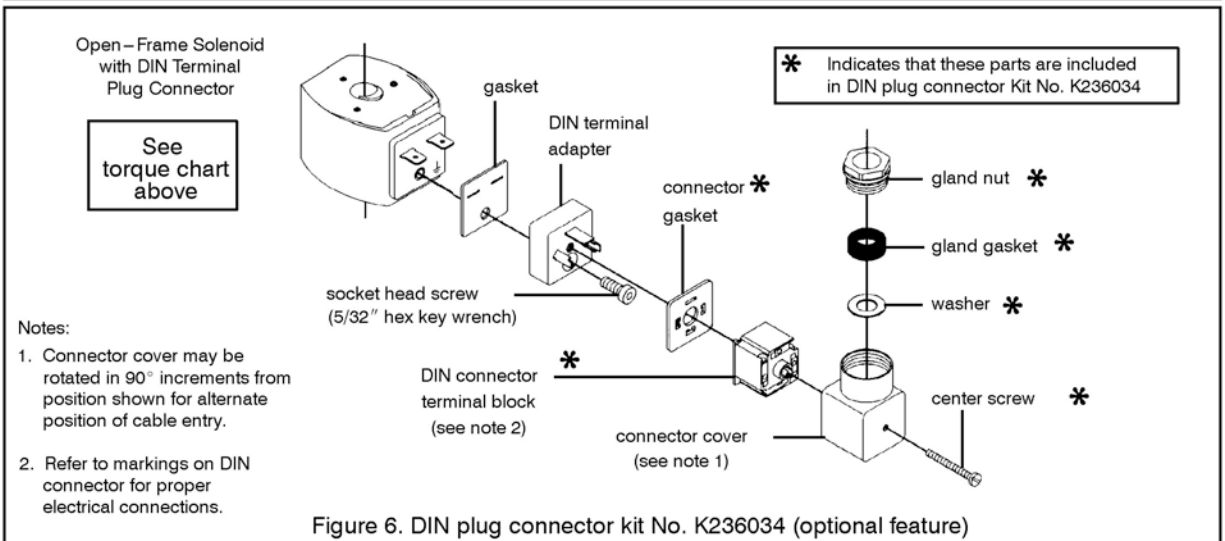 Open–Frame Solenoid
with DIN Terminal
Plug Connector
See
torque chart
above
gasket
DIN terminal
adapter
connector *
gasket
* Indicates that these parts are included
in DIN plug connector Kit No. K236034
gland nut *
gland gasket *
washer *
socket head screw
(5/32″ hex key wrench)
*
DIN connector
terminal block
(see note 2)
connector cover
(see note 1)
center screw *
Notes:
1. Connector cover may be
rotated in 90° increments from
position shown for alternate
position of cable entry.
2. Refer to markings on DIN
connector for proper
electrical connections.
Figure 6. DIN plug connector kit No. K236034 (optional feature)